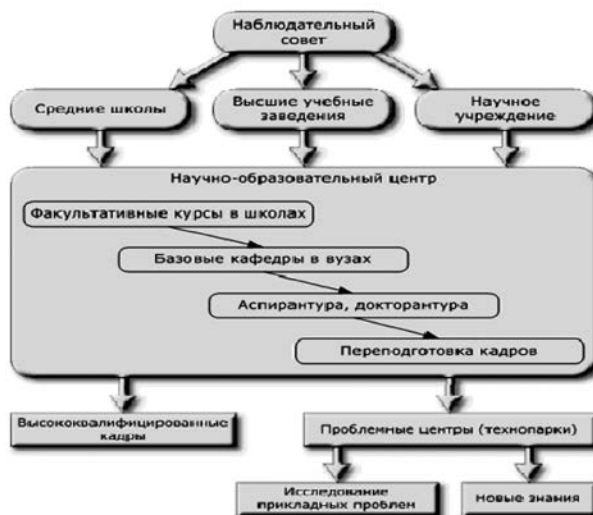 Наблюдательный
совет
Средние школы
Высшие учебные
заведения
Научное
учреждение
Научно-образовательный центр
Факультативные курсы в школах
Базовые кафедры в вузах
Аспирантура, докторантура
Переподготовка кадров
Высококвалифицированные
кадры
Проблемные центры (технопарки)
Исследование
прикладных проблем
Новые знания